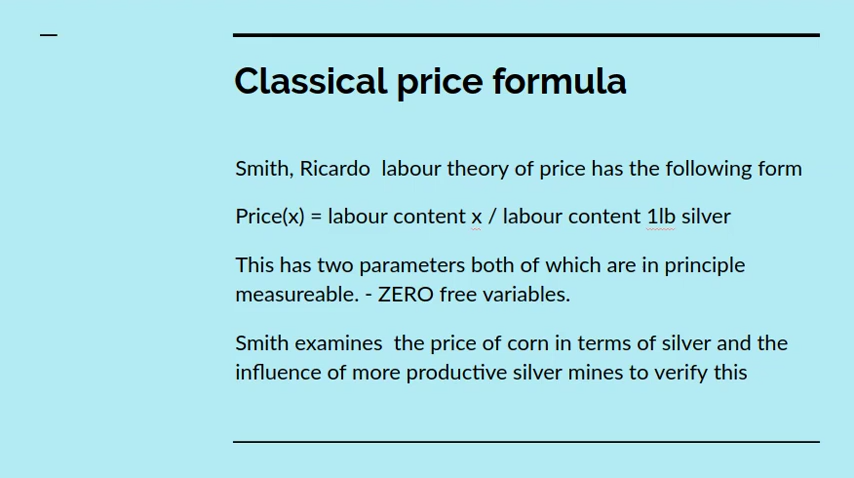 Classical price formula
Smith, Ricardo  labour theory of price has the following form
Price(x) = labour content x / labour content 1lb silver
This has two parameters both of which are in principle
measureable. - ZERO free variables.
Smith examines  the price of corn in terms of silver and the
influence of more productive silver mines to verify this